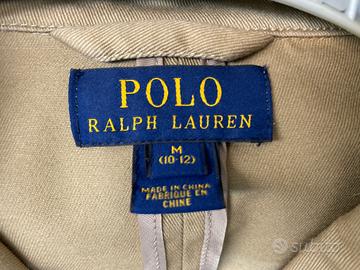 POLO
RALPH LAUREN
M
(10-12)
MADE IN CHINA
FABRIQUÉ EN
CHINE
subito